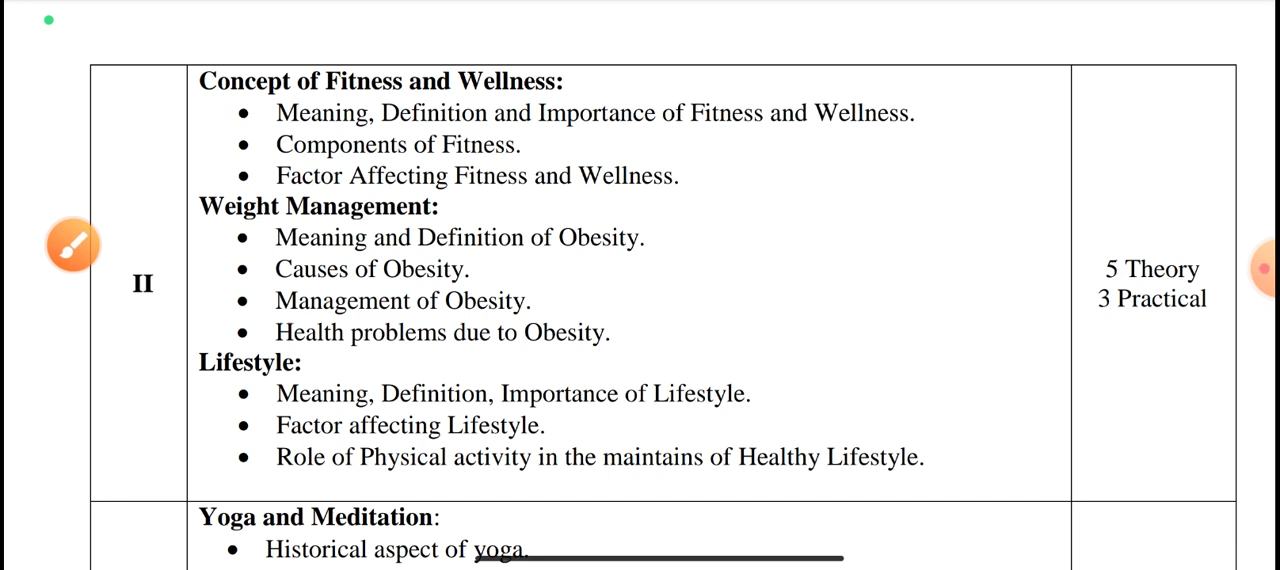 Concept of Fitness and Wellness:
• Meaning, Definition and Importance of Fitness and Wellness.
• Components of Fitness.
• Factor Affecting Fitness and Wellness.
Weight Management:
• Meaning and Definition of Obesity.
• Causes of Obesity.
• Management of Obesity.
• Health problems due to Obesity.
Lifestyle:
• Meaning, Definition, Importance of Lifestyle.
• Factor affecting Lifestyle.
• Role of Physical activity in the maintains of Healthy Lifestyle.
II
5 Theory
3 Practical
Yoga and Meditation:
• Historical aspect of yoga.